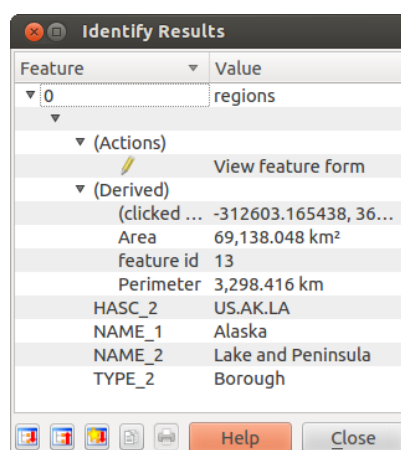 Identify Results
Feature Value
0 regions
(Actions)
View feature form
(Derived)
(clicked ... -312603.165438, 36...
Area 69,138.048 km²
feature id 13
Perimeter 3,298.416 km
HASC_2 US.AK.LA
NAME_1 Alaska
NAME_2 Lake and Peninsula
TYPE_2 Borough
Help Close